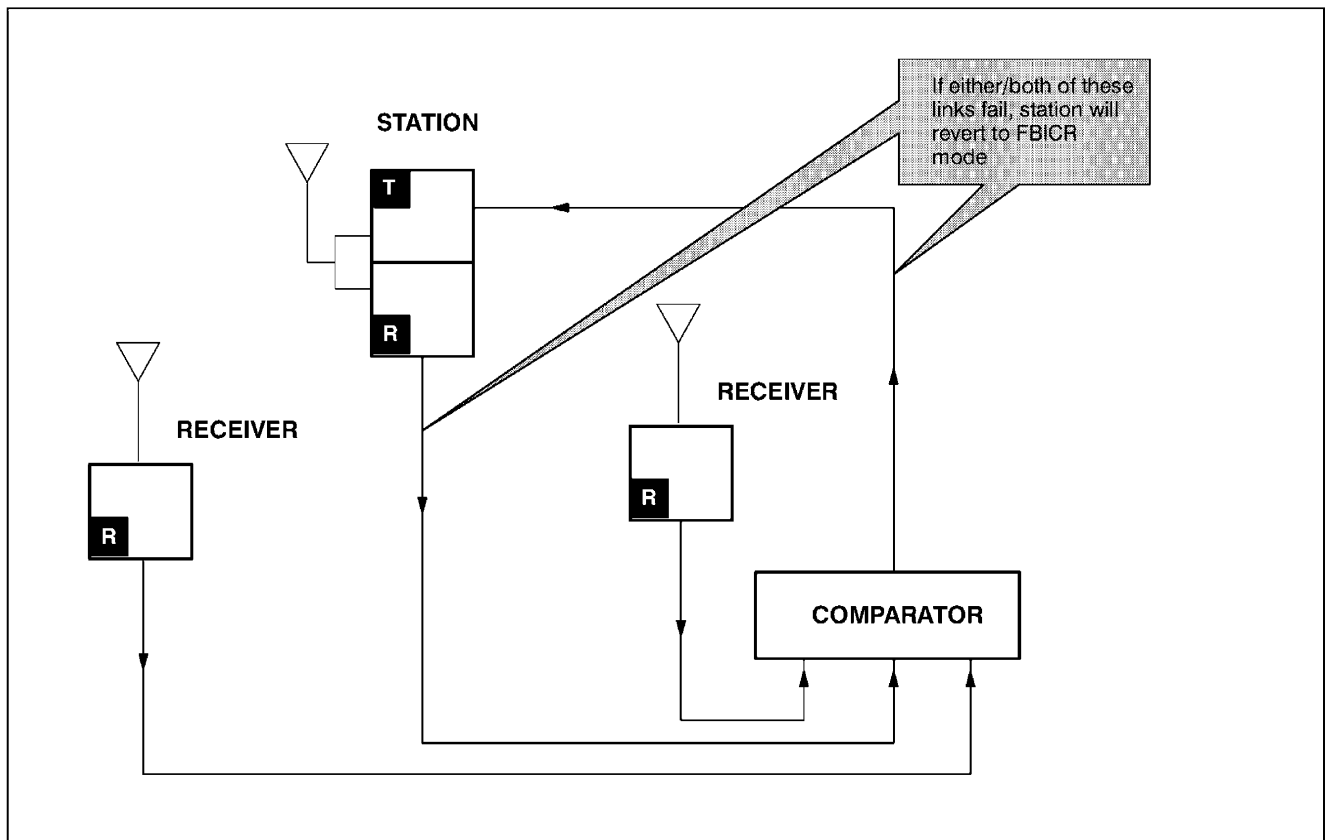 If either/both of these
links fail, station will
revert to FBICR
mode
STATION
T
R
RECEIVER
RECEIVER
R
R
COMPARATOR